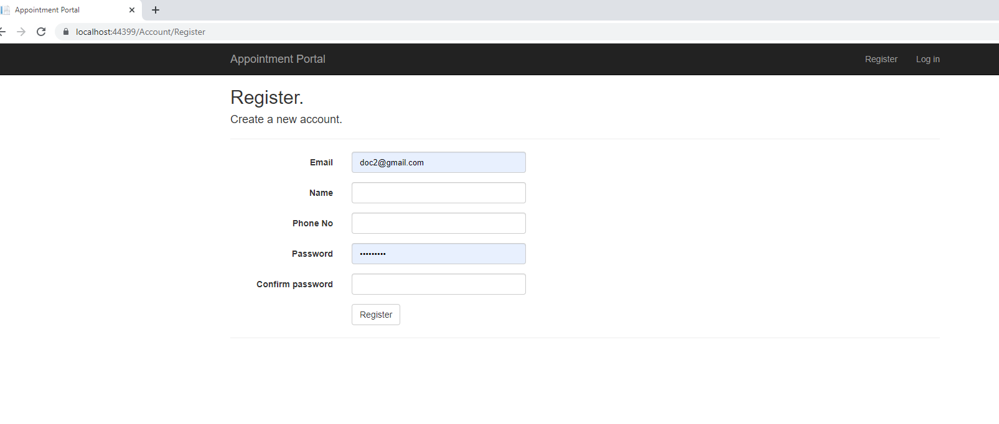 Appointment Portal
localhost:44399/Account/Register
Appointment Portal Register Log in
Register.
Create a new account.
Email doc2@gmail.com
Name
Phone No
Password •••••••••
Confirm password
Register